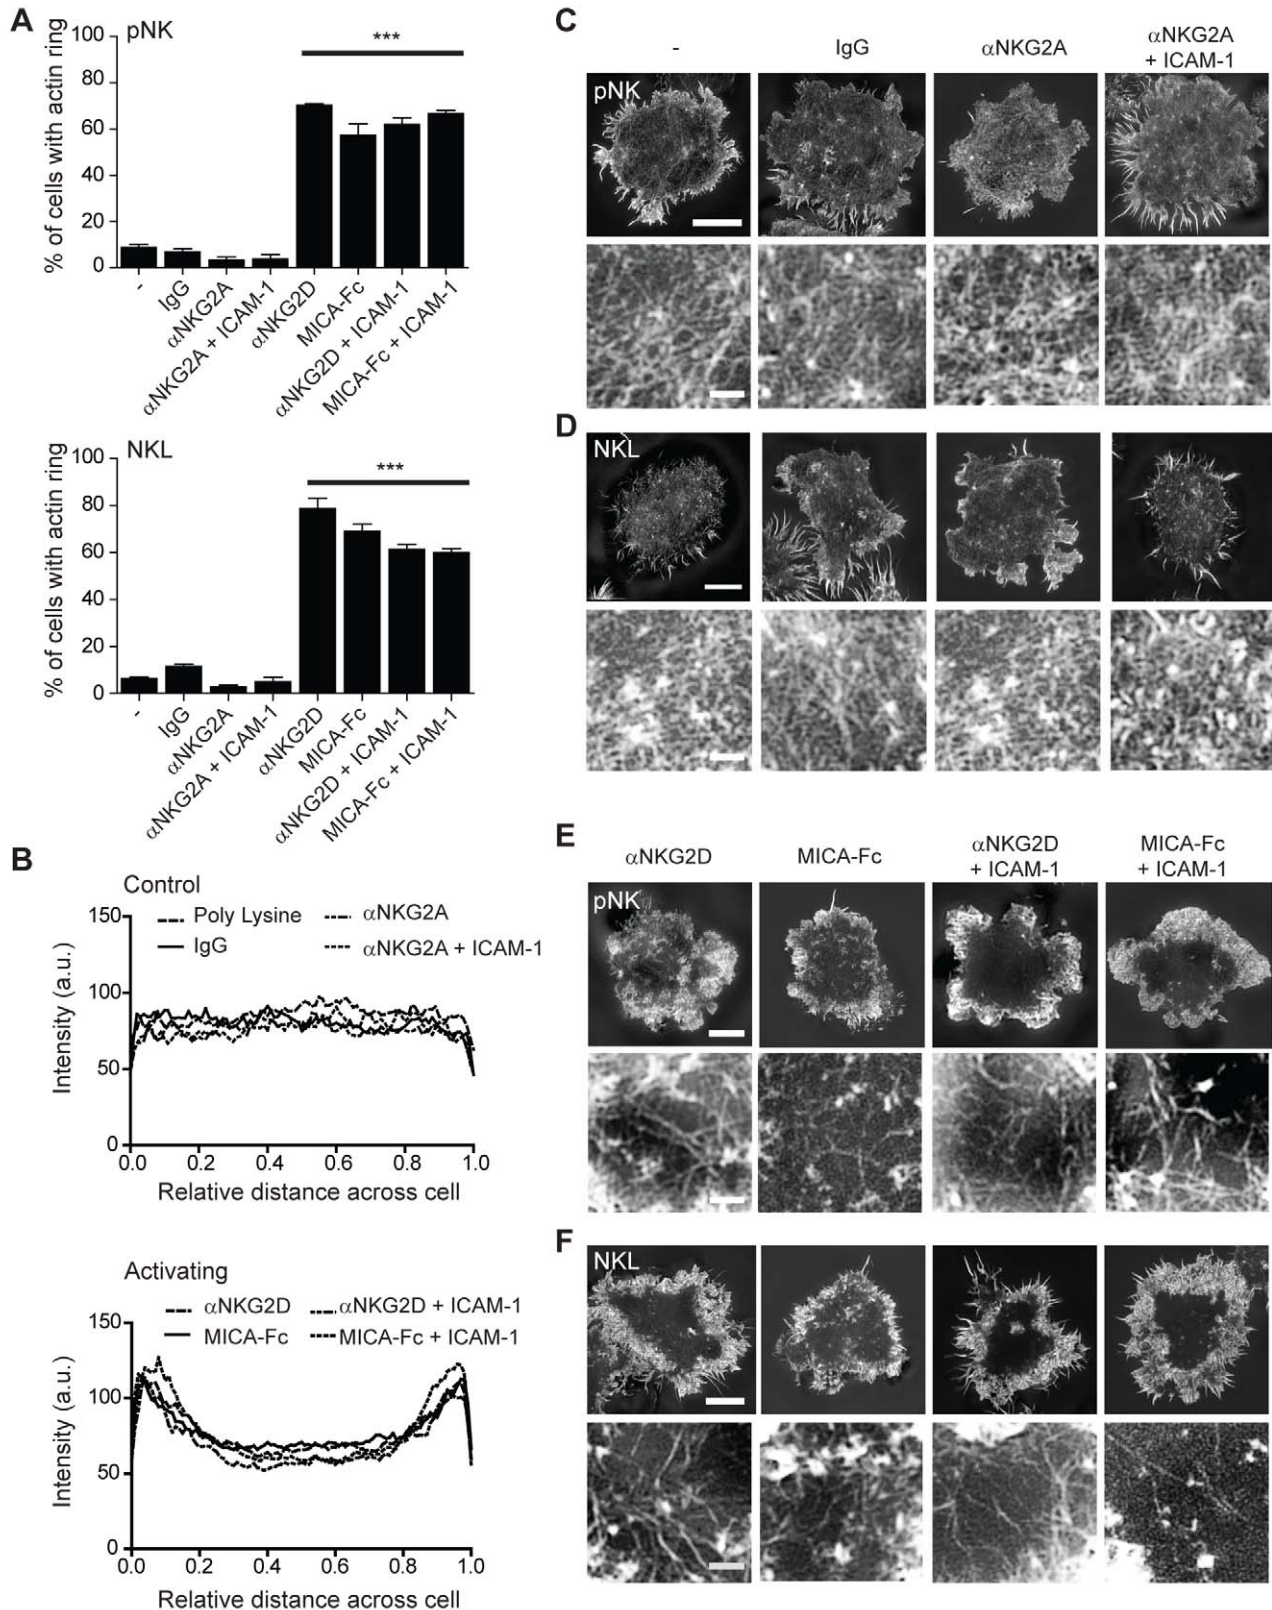 A
pNK
% of cells with actin ring
100
80
60
40
20
0
***
-
IgG
αNKG2A
αNKG2A + ICAM-1
αNKG2D
MICA-Fc
αNKG2D + ICAM-1
MICA-Fc + ICAM-1
NKL
% of cells with actin ring
100
80
60
40
20
0
***
-
IgG
αNKG2A
αNKG2A + ICAM-1
αNKG2D
MICA-Fc
αNKG2D + ICAM-1
MICA-Fc + ICAM-1
B
Control
Intensity (a.u.)
150
100
50
0
Poly Lysine
IgG
αNKG2A
αNKG2A + ICAM-1
0.0 0.2 0.4 0.6 0.8 1.0
Relative distance across cell
Activating
Intensity (a.u.)
150
100
50
0
αNKG2D
MICA-Fc
αNKG2D + ICAM-1
MICA-Fc + ICAM-1
0.0 0.2 0.4 0.6 0.8 1.0
Relative distance across cell
C
-
IgG
αNKG2A
αNKG2A
+ ICAM-1
pNK
D
NKL
E
αNKG2D
MICA-Fc
αNKG2D
+ ICAM-1
MICA-Fc
+ ICAM-1
pNK
F
NKL